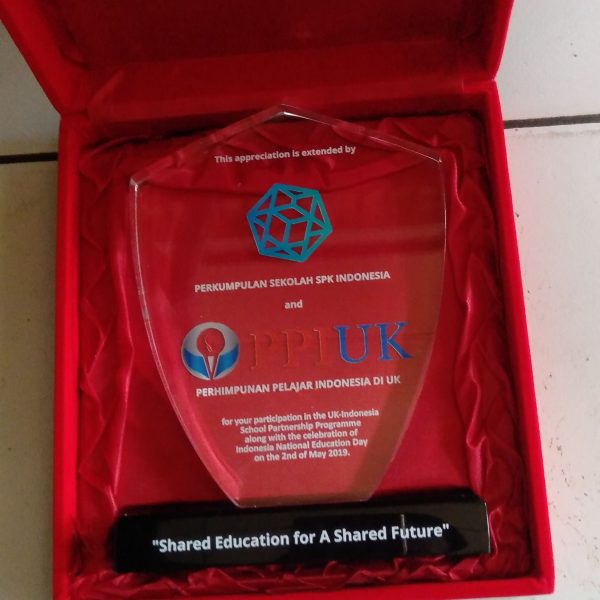 This appreciation is extended by
PERKUMPULAN SEKOLAH SPK INDONESIA
and
PPIUK
PERHIMPUNAN PELAJAR INDONESIA DI UK
for your participation in the UK-Indonesia
School Partnership Programme
along with the celebration of
Indonesia National Education Day
on the 2nd of May 2019.
"Shared Education for A Shared Future"